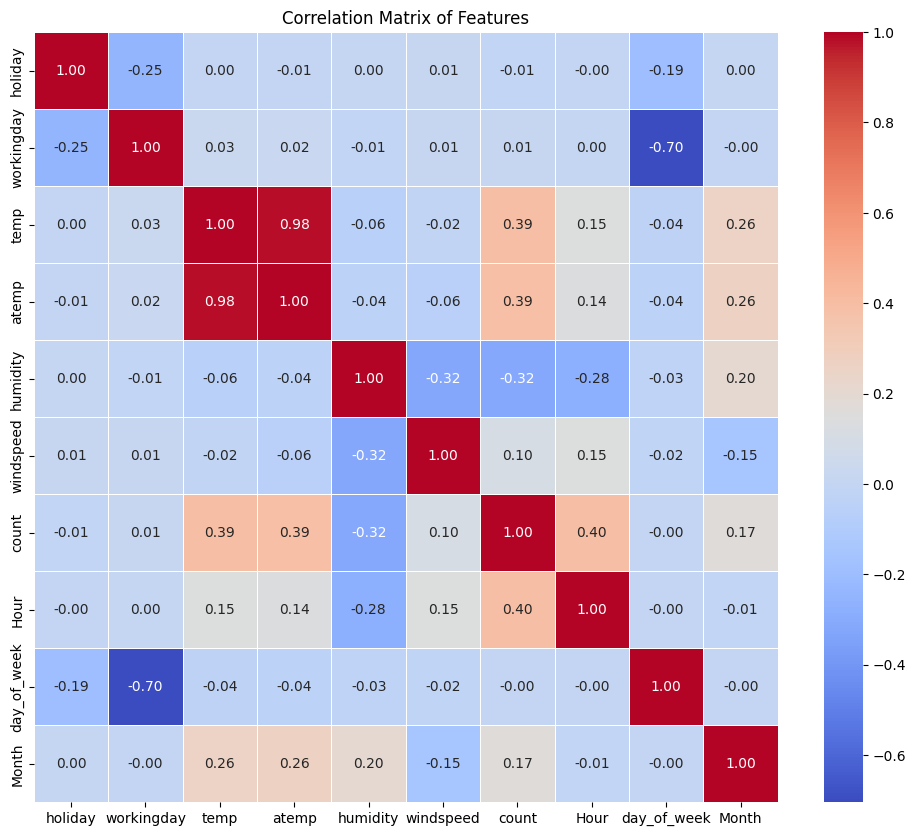 Correlation Matrix of Features
holiday 1.00 -0.25 0.00 -0.01 0.00 0.01 -0.01 -0.00 -0.19 0.00
workingday -0.25 1.00 0.03 0.02 -0.01 0.01 0.01 0.00 -0.70 -0.00
temp 0.00 0.03 1.00 0.98 -0.06 -0.02 0.39 0.15 -0.04 0.26
atemp -0.01 0.02 0.98 1.00 -0.04 -0.06 0.39 0.14 -0.04 0.26
humidity 0.00 -0.01 -0.06 -0.04 1.00 -0.32 -0.32 -0.28 -0.03 0.20
windspeed 0.01 0.01 -0.02 -0.06 -0.32 1.00 0.10 0.15 -0.02 -0.15
count -0.01 0.01 0.39 0.39 -0.32 0.10 1.00 0.40 -0.00 0.17
Hour -0.00 0.00 0.15 0.14 -0.28 0.15 0.40 1.00 -0.00 -0.01
day_of_week -0.19 -0.70 -0.04 -0.04 -0.03 -0.02 -0.00 -0.00 1.00 -0.00
Month 0.00 -0.00 0.26 0.26 0.20 -0.15 0.17 -0.01 -0.00 1.00
holiday workingday temp atemp humidity windspeed count Hour day_of_week Month
1.0
0.8
0.6
0.4
0.2
0.0
−0.2
−0.4
−0.6